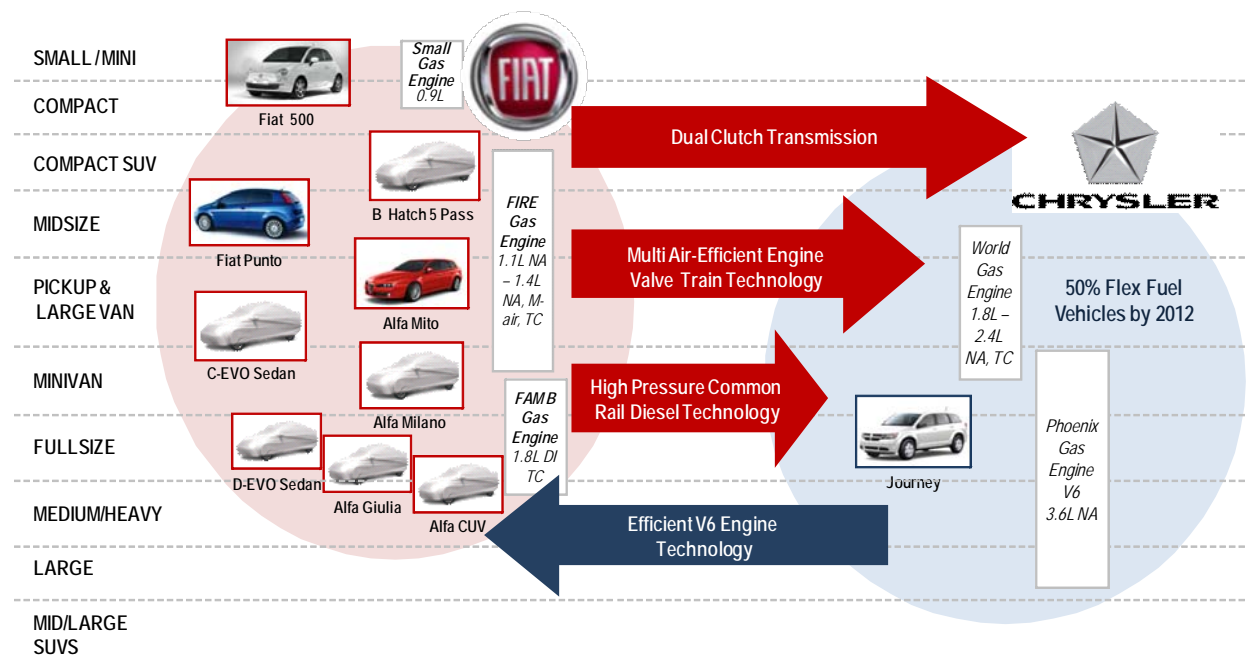 SMALL / MINI
COMPACT
COMPACT SUV
MIDSIZE
PICKUP &
LARGE VAN
MINIVAN
FULLSIZE
MEDIUM/HEAVY
LARGE
MID/LARGE
SUVS
Fiat 500
Small
Gas
Engine
0.9L
FIAT
B Hatch 5 Pass
Fiat Punto
Alfa Mito
C-EVO Sedan
Alfa Milano
D-EVO Sedan
Alfa Giulia
Alfa CUV
FIRE
Gas
Engine
1.1L NA
– 1.4L
NA, M-
air, TC
FAM B
Gas
Engine
1.8L DI
TC
Dual Clutch Transmission
Multi Air-Efficient Engine
Valve Train Technology
High Pressure Common
Rail Diesel Technology
Efficient V6 Engine
Technology
CHRYSLER
World
Gas
Engine
1.8L –
2.4L
NA, TC
50% Flex Fuel
Vehicles by 2012
Journey
Phoenix
Gas
Engine
V6
3.6L NA